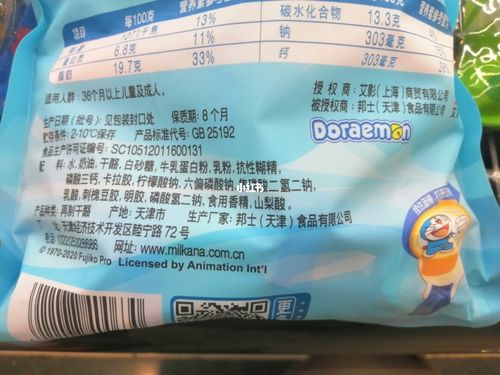 项目
每100克
营养素参考值%
13%
6.8克
11%
脂肪
19.7克
33%
碳水化合物
13.3克
钠
303毫克
钙
303毫克
适用人群：36个月以上儿童及成人。
生产日期（批号）：见包装封口处 保质期：8个月
贮存条件：2-10℃保存 产品标准代号：GB 25192
食品生产许可证编号：SC10512011600131
配 料：水，奶油，干酪，白砂糖，牛乳蛋白粉，乳粉，抗性糊精，
磷酸三钙，卡拉胶，柠檬酸钠，六偏磷酸钠，
酸二氢二钠，
乳酸，刺槐豆胶，明胶，磷酸氢二钠，食用香精，山梨酸。
产品类型：再制干酪 产地：天津市 生产厂家：邦士（天津）食品有限公司
天津经济技术开发区睦宁路72号
网址：www.milkana.com.cn
© 1970-2020 Fujiko Pro Licensed by Animation Int'l
授 权 商：艾影（上海）商贸有限公司
被授权商：邦士（天津）食品有限公司
Doraemon
小红书
更多